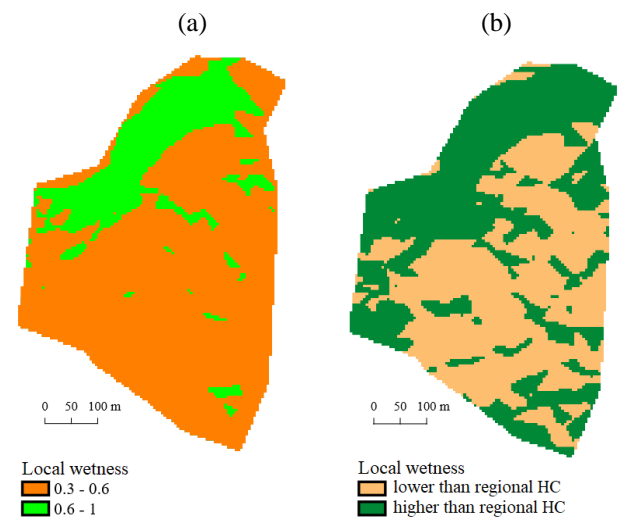 (a)
(b)
0 50 100 m
0 50 100 m
Local wetness
0.3 - 0.6
0.6 - 1
Local wetness
lower than regional HC
higher than regional HC